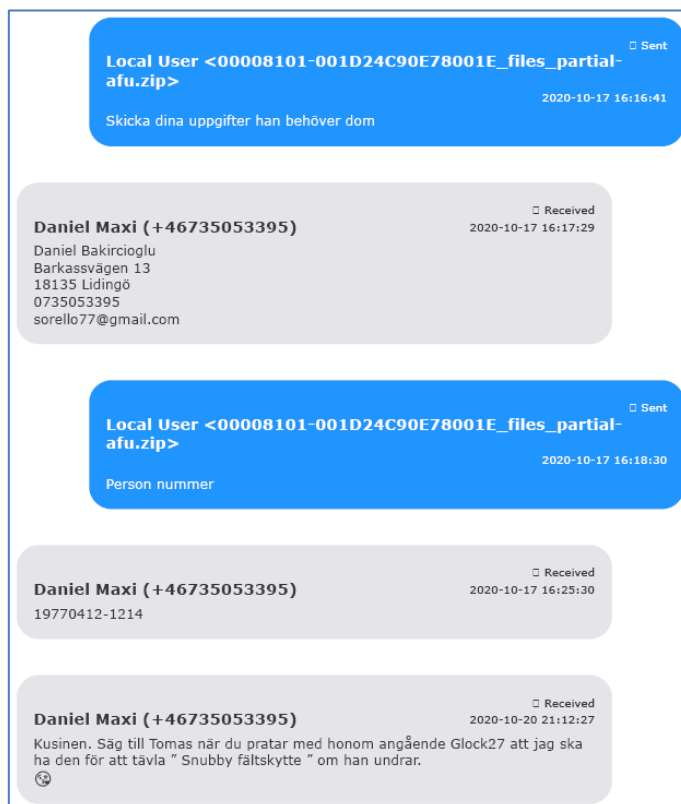 Sent
Local User <00008101-001D24C90E78001E_files_partial-
afu.zip>
2020-10-17 16:16:41
Skicka dina uppgifter han behöver dom
Received
Daniel Maxi (+46735053395)
2020-10-17 16:17:29
Daniel Bakircioglu
Barkassvägen 13
18135 Lidingö
0735053395
sorello77@gmail.com
Sent
Local User <00008101-001D24C90E78001E_files_partial-
afu.zip>
2020-10-17 16:18:30
Person nummer
Received
Daniel Maxi (+46735053395)
2020-10-17 16:25:30
19770412-1214
Received
Daniel Maxi (+46735053395)
2020-10-20 21:12:27
Kusinen. Säg till Tomas när du pratar med honom angående Glock27 att jag ska
ha den för att tävla ” Snubby fältskytte ” om han undrar.
😘